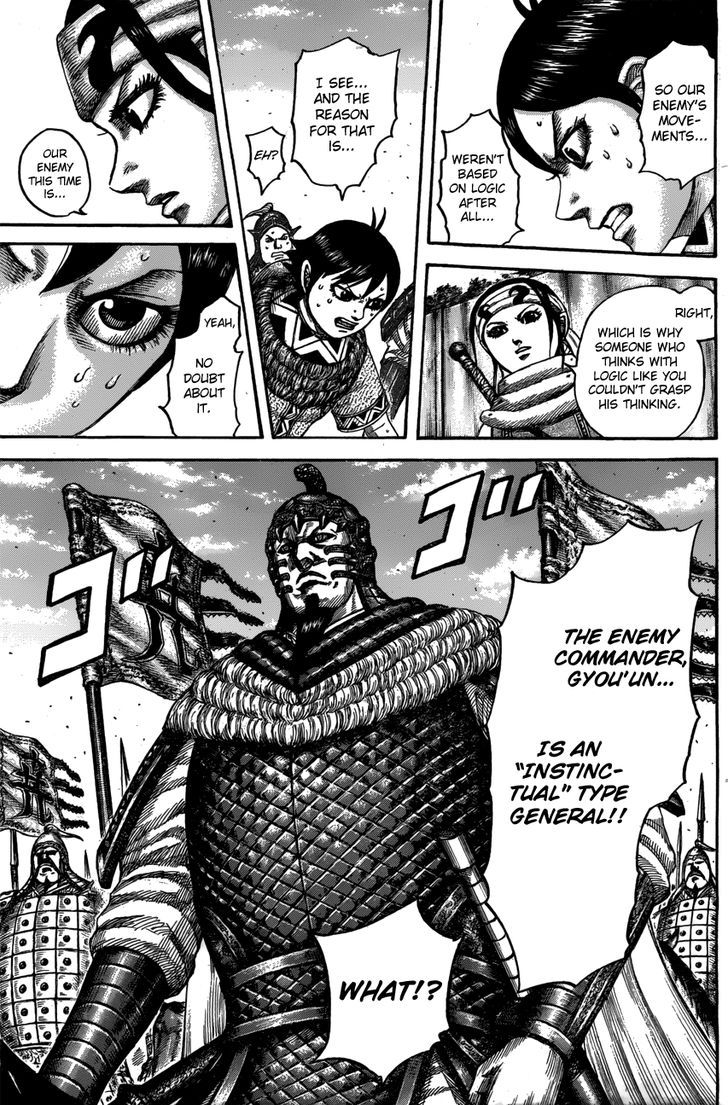 SO OUR
ENEMY'S
MOVE-
MENTS...
WEREN'T
BASED
ON LOGIC
AFTER
ALL...
I SEE...
AND THE
REASON
FOR THAT
IS...
EH?
OUR
ENEMY
THIS TIME
IS...
RIGHT,
WHICH IS WHY
SOMEONE WHO
THINKS WITH
LOGIC LIKE YOU
COULDN'T GRASP
HIS THINKING.
YEAH,
NO
DOUBT
ABOUT
IT.
ゴ
ゴ
THE ENEMY
COMMANDER,
GYOU'UN...
IS AN
"INSTINC-
TUAL" TYPE
GENERAL!!
WHAT!?